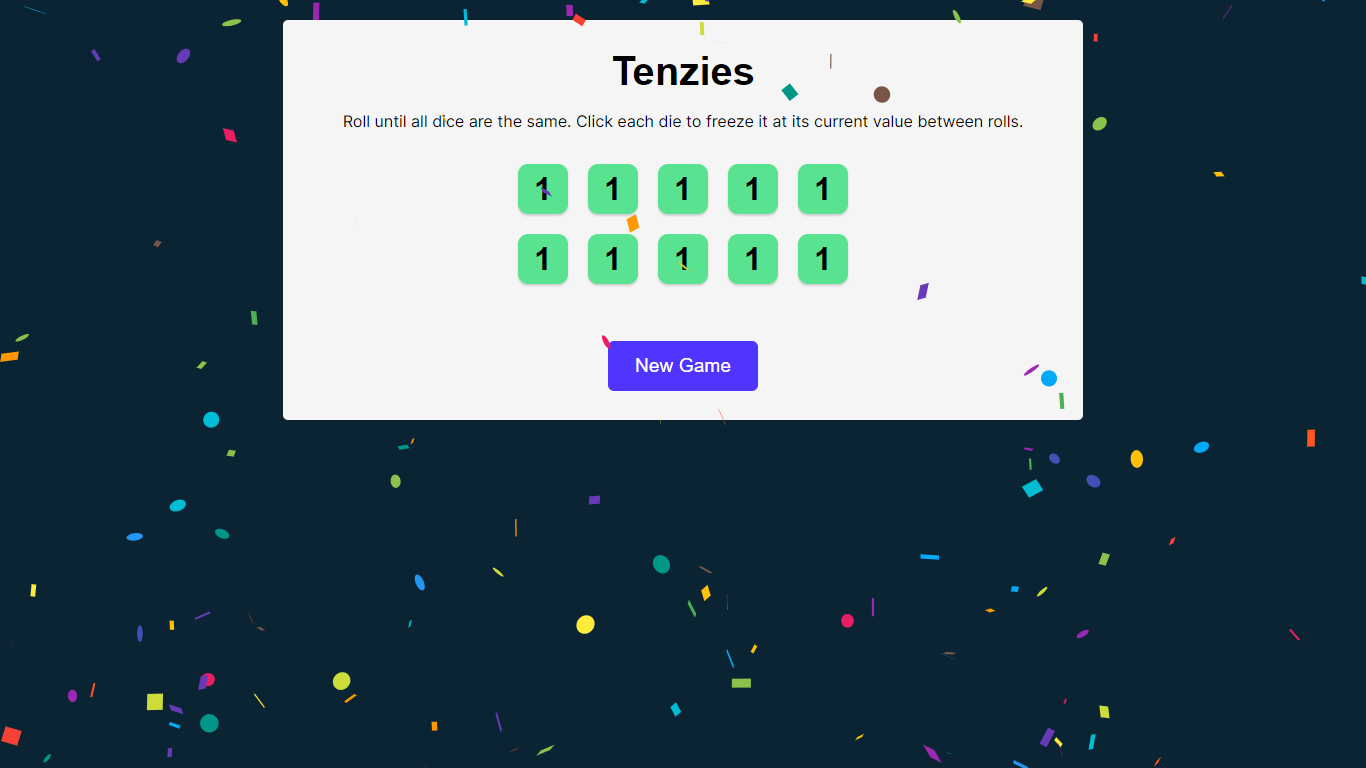 Tenzies
Roll until all dice are the same. Click each die to freeze it at its current value between rolls.
1 1 1 1 1
1 1 1 1 1
New Game